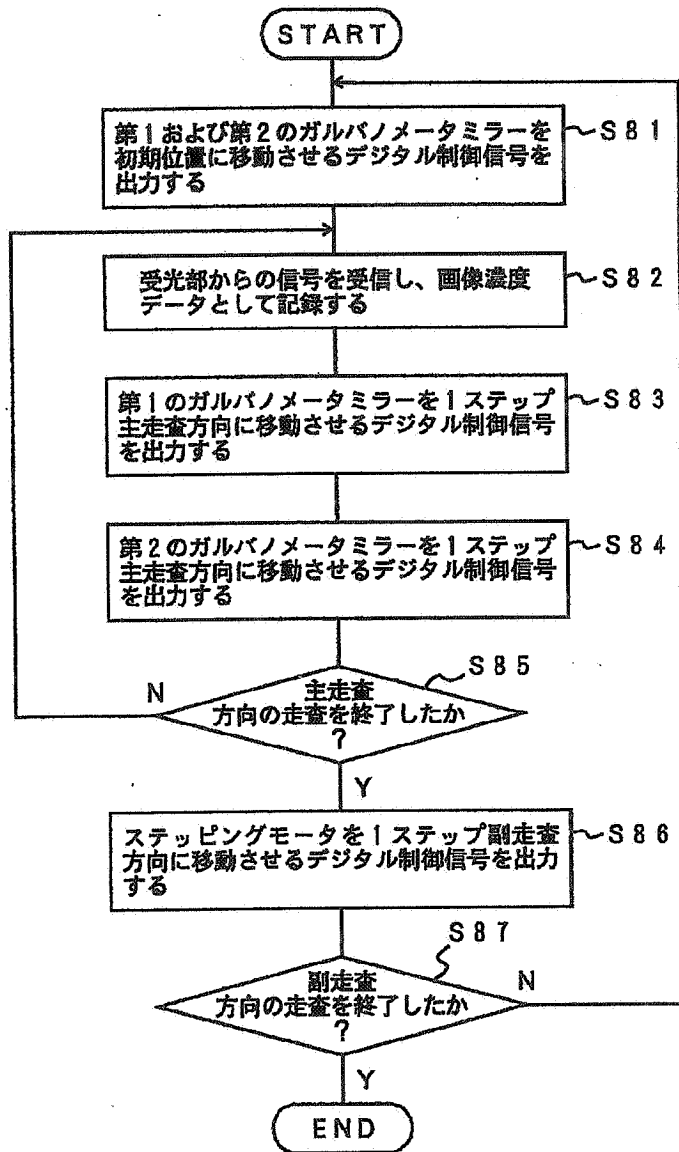 START
第1および第2のガルバノメータミラーを
初期位置に移動させるデジタル制御信号を
出力する
S81
受光部からの信号を受信し、画像濃度
データとして記録する
S82
第1のガルバノメータミラーを1ステップ
主走査方向に移動させるデジタル制御信号
を出力する
S83
第2のガルバノメータミラーを1ステップ
主走査方向に移動させるデジタル制御信号
を出力する
S84
主走査
方向の走査を終了したか
?
S85
N
Y
ステッピングモータを1ステップ副走査
方向に移動させるデジタル制御信号を出力
する
S86
副走査
方向の走査を終了したか
?
S87
N
Y
END